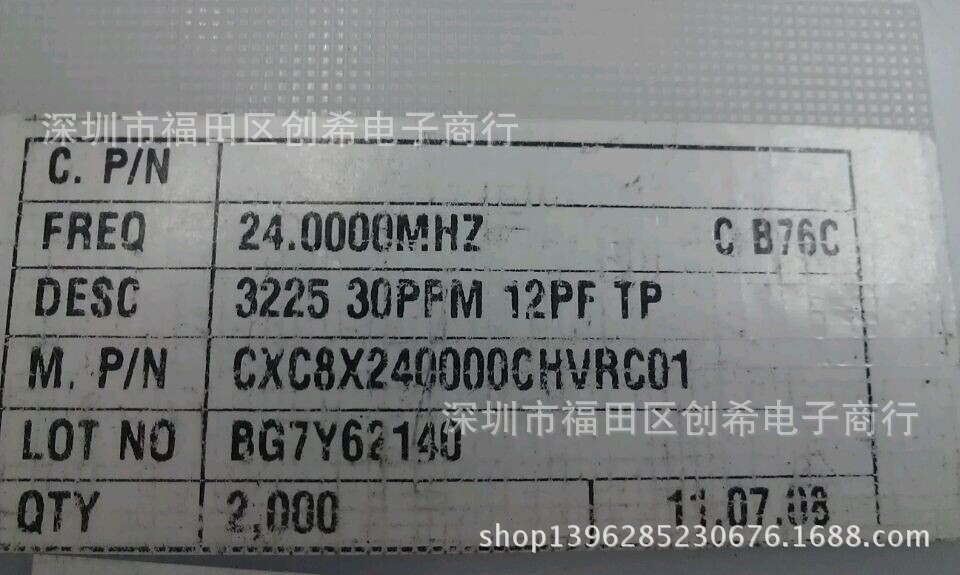 深圳市福田区创希电子商行
C. P/N
FREQ 24.0000MHZ C B76C
DESC 3225 30PPM 12PF TP
M. P/N CXC8X240000CHVRC01
深圳市福田区创希电子商行
LOT NO BG7Y62140
QTY 2,000 11.07.08
shop1396285230676.1688.com